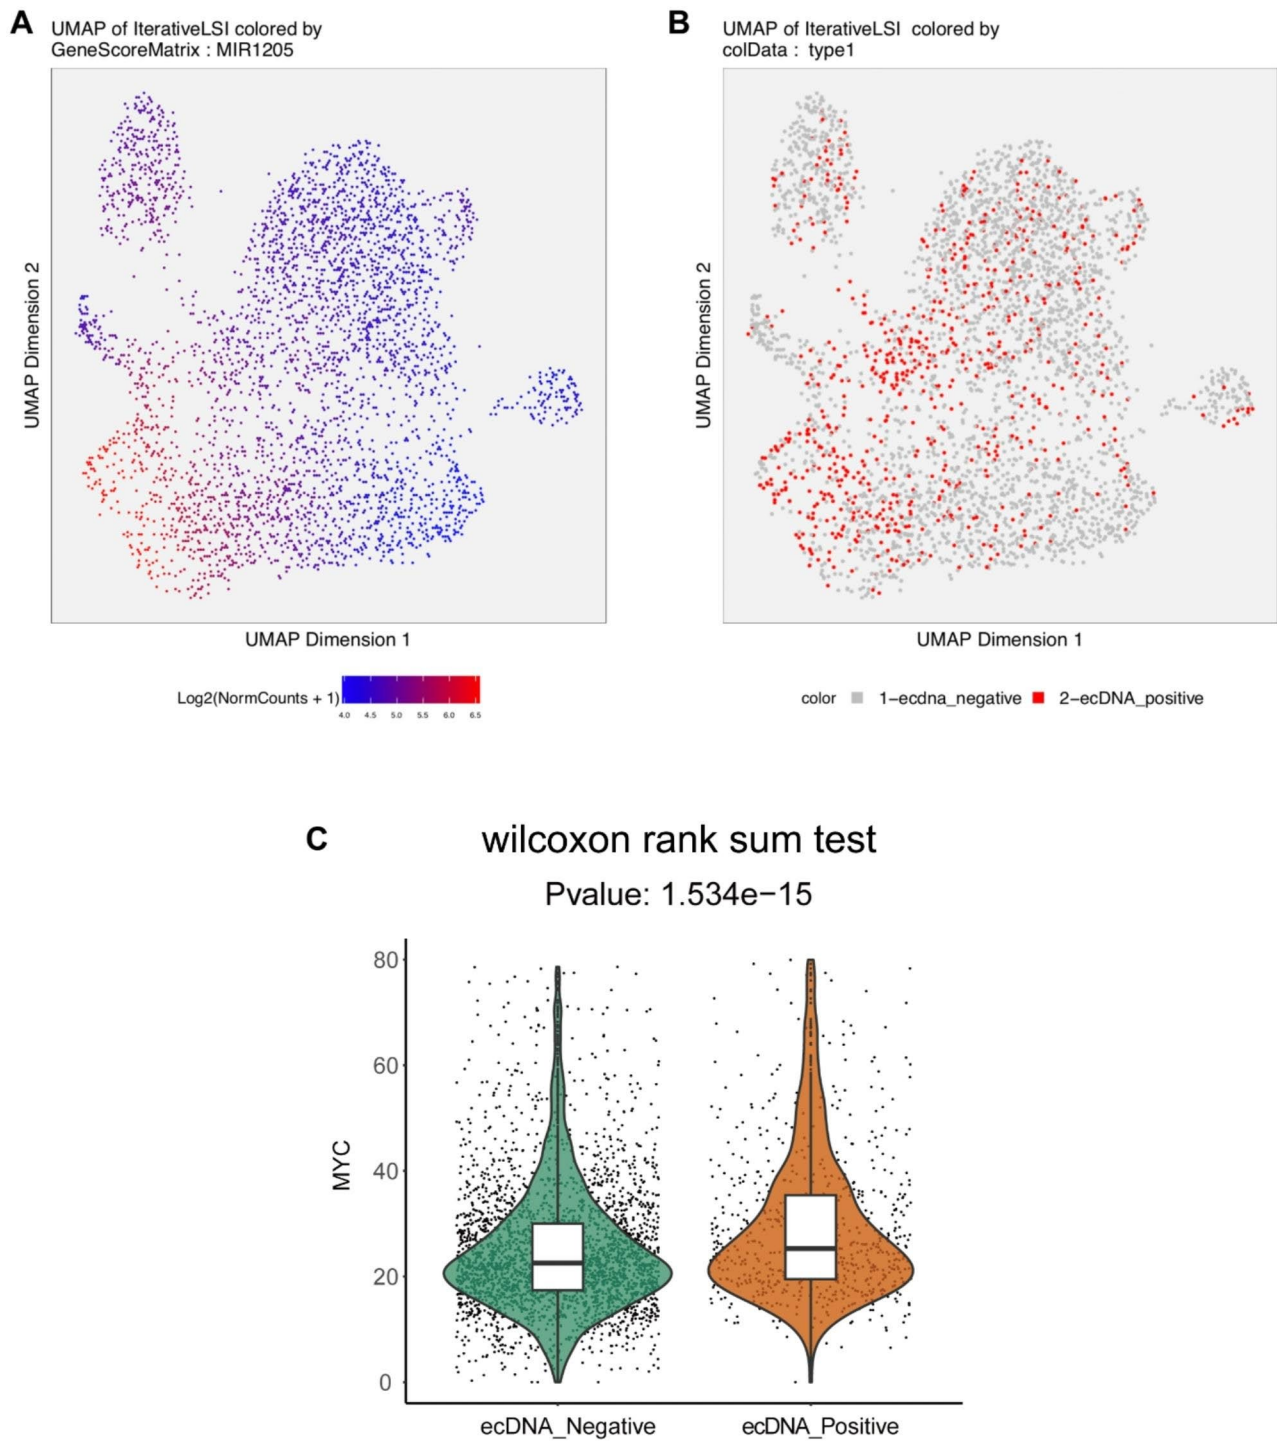 A
UMAP of IterativeLSI colored by
GeneScoreMatrix : MIR1205
UMAP Dimension 2
UMAP Dimension 1
Log2(NormCounts + 1)
4.0 4.5 5.0 5.5 6.0 6.5
B
UMAP of IterativeLSI colored by
colData : type1
UMAP Dimension 2
UMAP Dimension 1
color 1−ecdna_negative 2−ecDNA_positive
C
wilcoxon rank sum test
Pvalue: 1.534e−15
MYC
80
60
40
20
0
ecDNA_Negative ecDNA_Positive